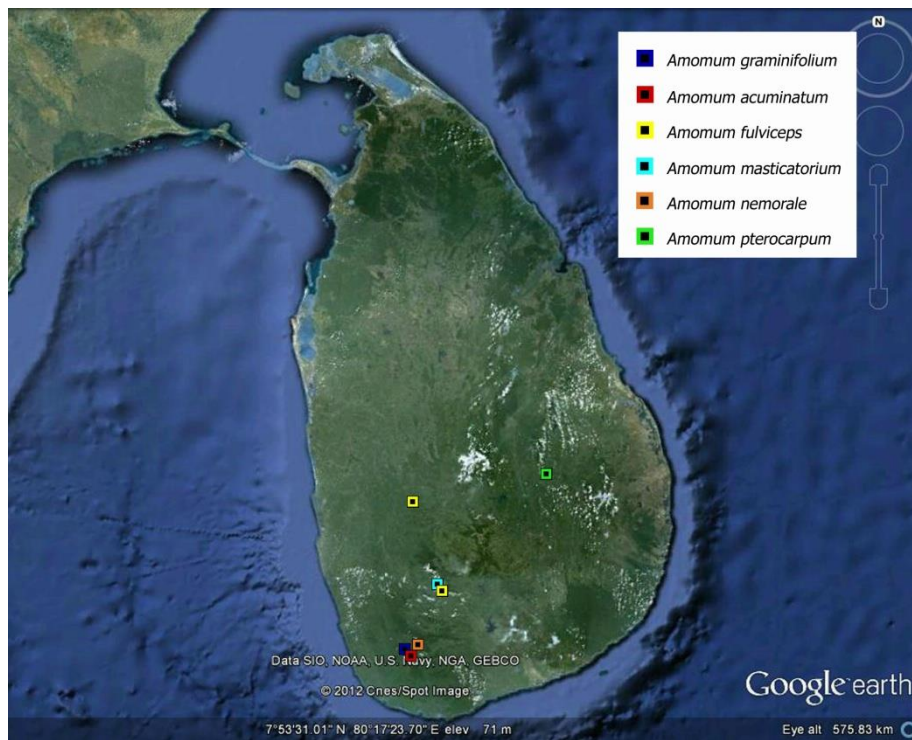 N
Amomum graminifolium
Amomum acuminatum
Amomum fulviceps
Amomum masticatorium
Amomum nemorale
Amomum pterocarpum
Data SIO, NOAA, U.S. Navy, NGA, GEBCO
© 2012 Cnes/Spot Image
Google earth
7°53'31.01" N 80°17'23.70" E elev 71 m
Eye alt 575.83 km